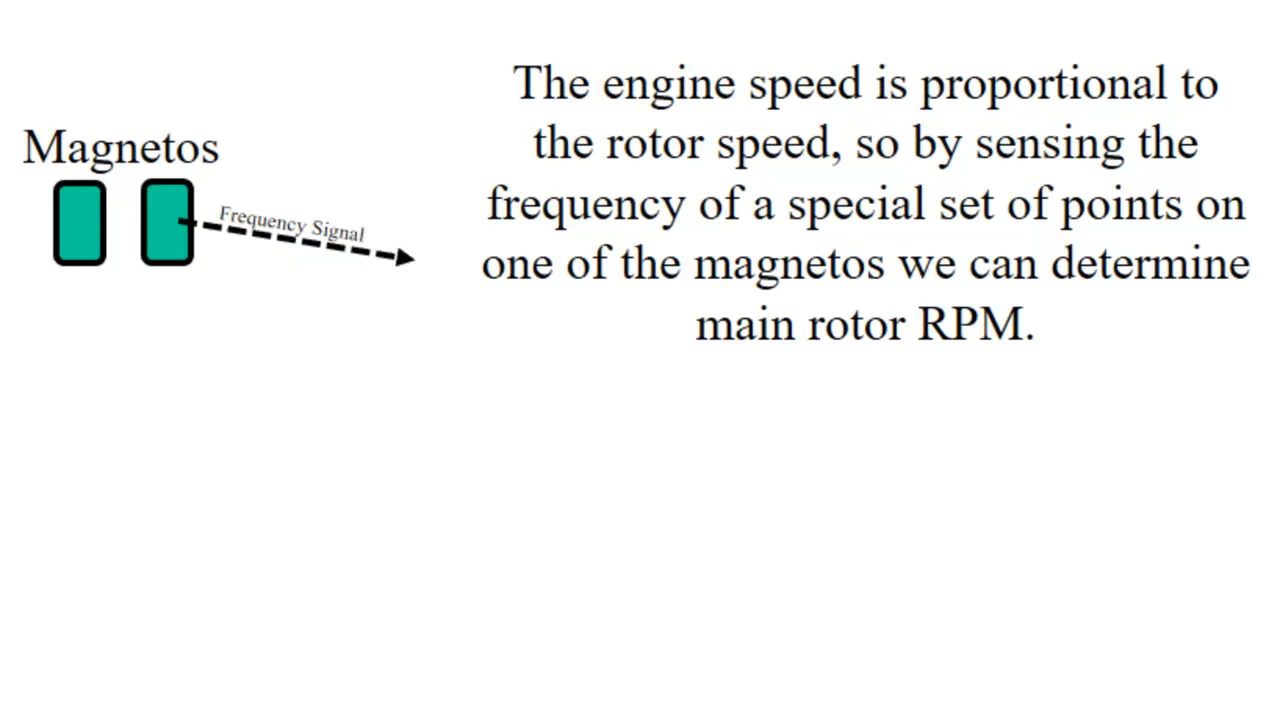 Magnetos
Frequency Signal
The engine speed is proportional to
the rotor speed, so by sensing the
frequency of a special set of points on
one of the magnetos we can determine
main rotor RPM.